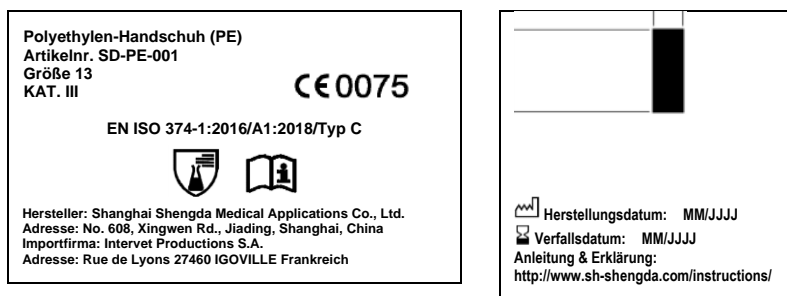 Polyethylen-Handschuh (PE)
Artikelnr. SD-PE-001
Größe 13
KAT. III
CE0075
EN ISO 374-1:2016/A1:2018/Typ C
Hersteller: Shanghai Shengda Medical Applications Co., Ltd.
Adresse: No. 608, Xingwen Rd., Jiading, Shanghai, China
Importfirma: Intervet Productions S.A.
Adresse: Rue de Lyons 27460 IGOVILLE Frankreich
Herstellungsdatum: MM/JJJJ
Verfallsdatum: MM/JJJJ
Anleitung & Erklärung:
http://www.sh-shengda.com/instructions/